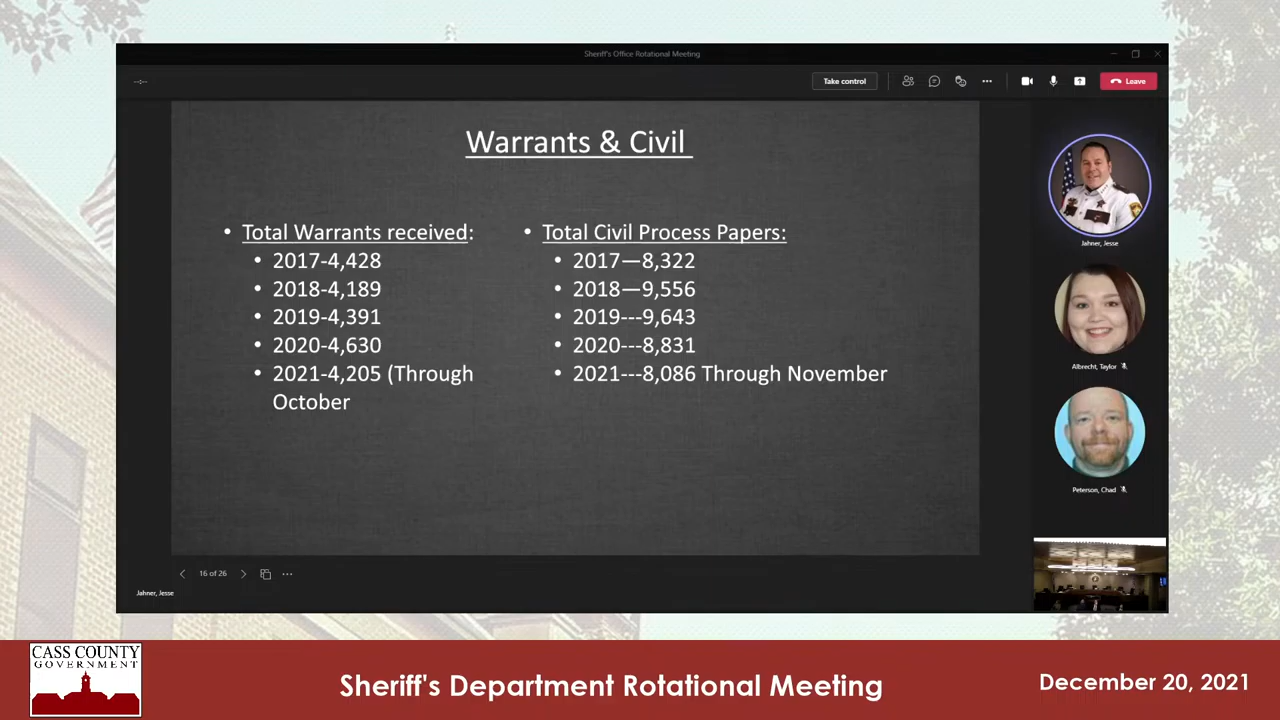 Sheriff's Office Rotational Meeting
Take control
Leave
Warrants & Civil
• Total Warrants received:
• 2017-4,428
• 2018-4,189
• 2019-4,391
• 2020-4,630
• 2021-4,205 (Through
October
• Total Civil Process Papers:
• 2017—8,322
• 2018—9,556
• 2019---9,643
• 2020---8,831
• 2021---8,086 Through November
Jahner, Jesse
Albrecht, Taylor
Peterson, Chad
16 of 26
Jahner, Jesse
CASS COUNTY
GOVERNMENT
Sheriff's Department Rotational Meeting
December 20, 2021